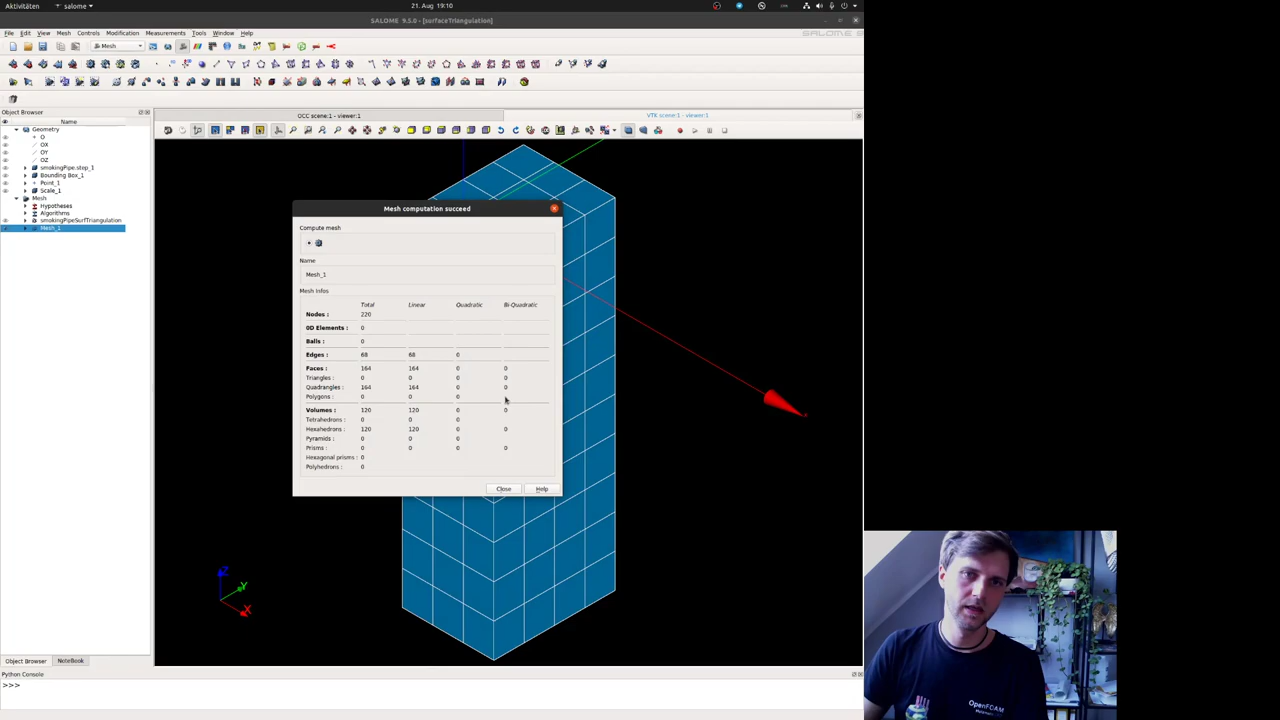 Aktivitäten salome ▾ 21. Aug 19:10
SALOME 9.5.0 - [surfaceTriangulation]
File Edit View Mesh Controls Modification Measurements Tools Window Help
Mesh
Object Browser
OCC scene:1 - viewer:1
VTK scene:1 - viewer:1
Name
Geometry
O
OX
OY
OZ
smokingPipe.step_1
Bounding Box_1
Point_1
Scale_1
Mesh
Hypotheses
Algorithms
smokingPipeSurfTriangulation
Mesh_1
Mesh computation succeed
Compute mesh
Name
Mesh_1
Mesh Infos
Total Linear Quadratic Bi-Quadratic
Nodes : 220
0D Elements : 0
Balls : 0
Edges : 68 68 0
Faces : 164 164 0 0
Triangles : 0 0 0 0
Quadrangles : 164 164 0 0
Polygons : 0 0 0
Volumes : 120 120 0 0
Tetrahedrons : 0 0 0
Hexahedrons : 120 120 0 0
Pyramids : 0 0 0
Prisms : 0 0 0 0
Hexagonal prisms : 0
Polyhedrons : 0
Close Help
X
Z
Y
X
Object Browser NoteBook
Python Console
>>>
OpenFOAM